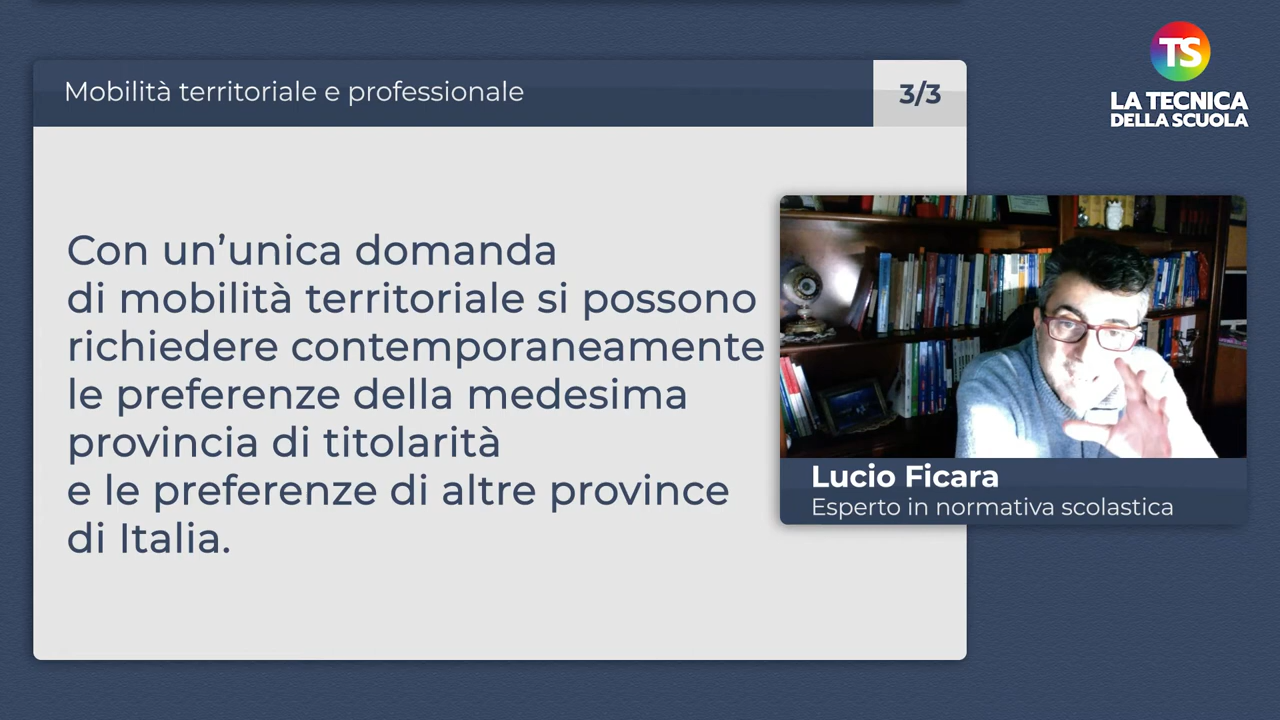 Mobilità territoriale e professionale
3/3
TS
LA TECNICA
DELLA SCUOLA
Con un’unica domanda
di mobilità territoriale si possono
richiedere contemporaneamente
le preferenze della medesima
provincia di titolarità
e le preferenze di altre province
di Italia.
Lucio Ficara
Esperto in normativa scolastica